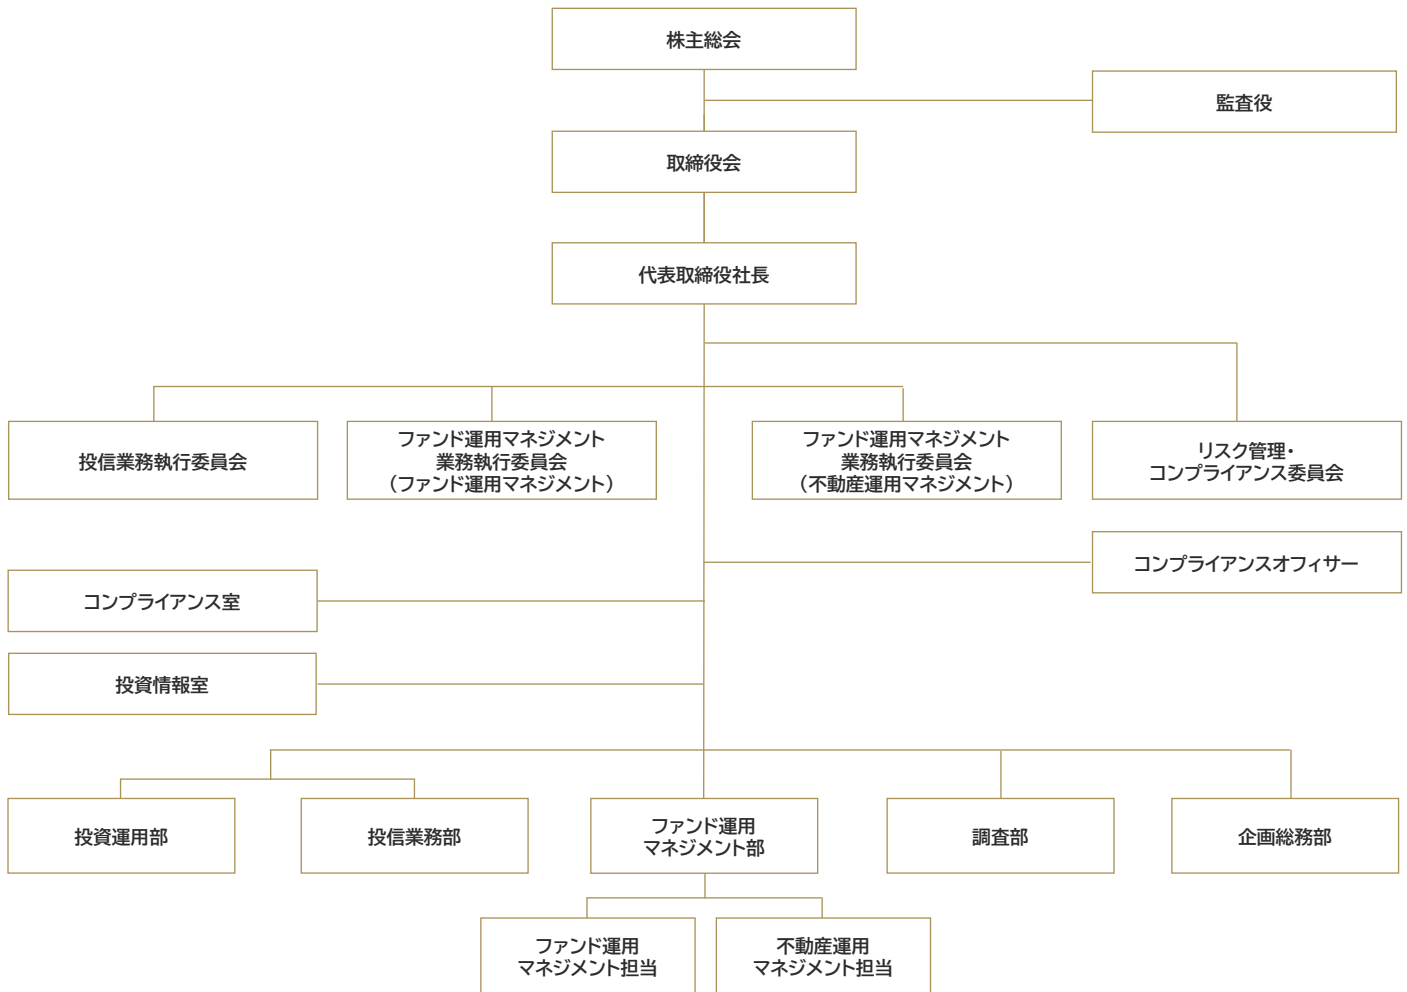 株主総会
監査役
取締役会
代表取締役社長
投信業務執行委員会
ファンド運用マネジメント
業務執行委員会
（ファンド運用マネジメント）
ファンド運用マネジメント
業務執行委員会
（不動産運用マネジメント）
リスク管理・
コンプライアンス委員会
コンプライアンスオフィサー
コンプライアンス室
投資情報室
投資運用部
投信業務部
ファンド運用
マネジメント部
調査部
企画総務部
ファンド運用
マネジメント担当
不動産運用
マネジメント担当